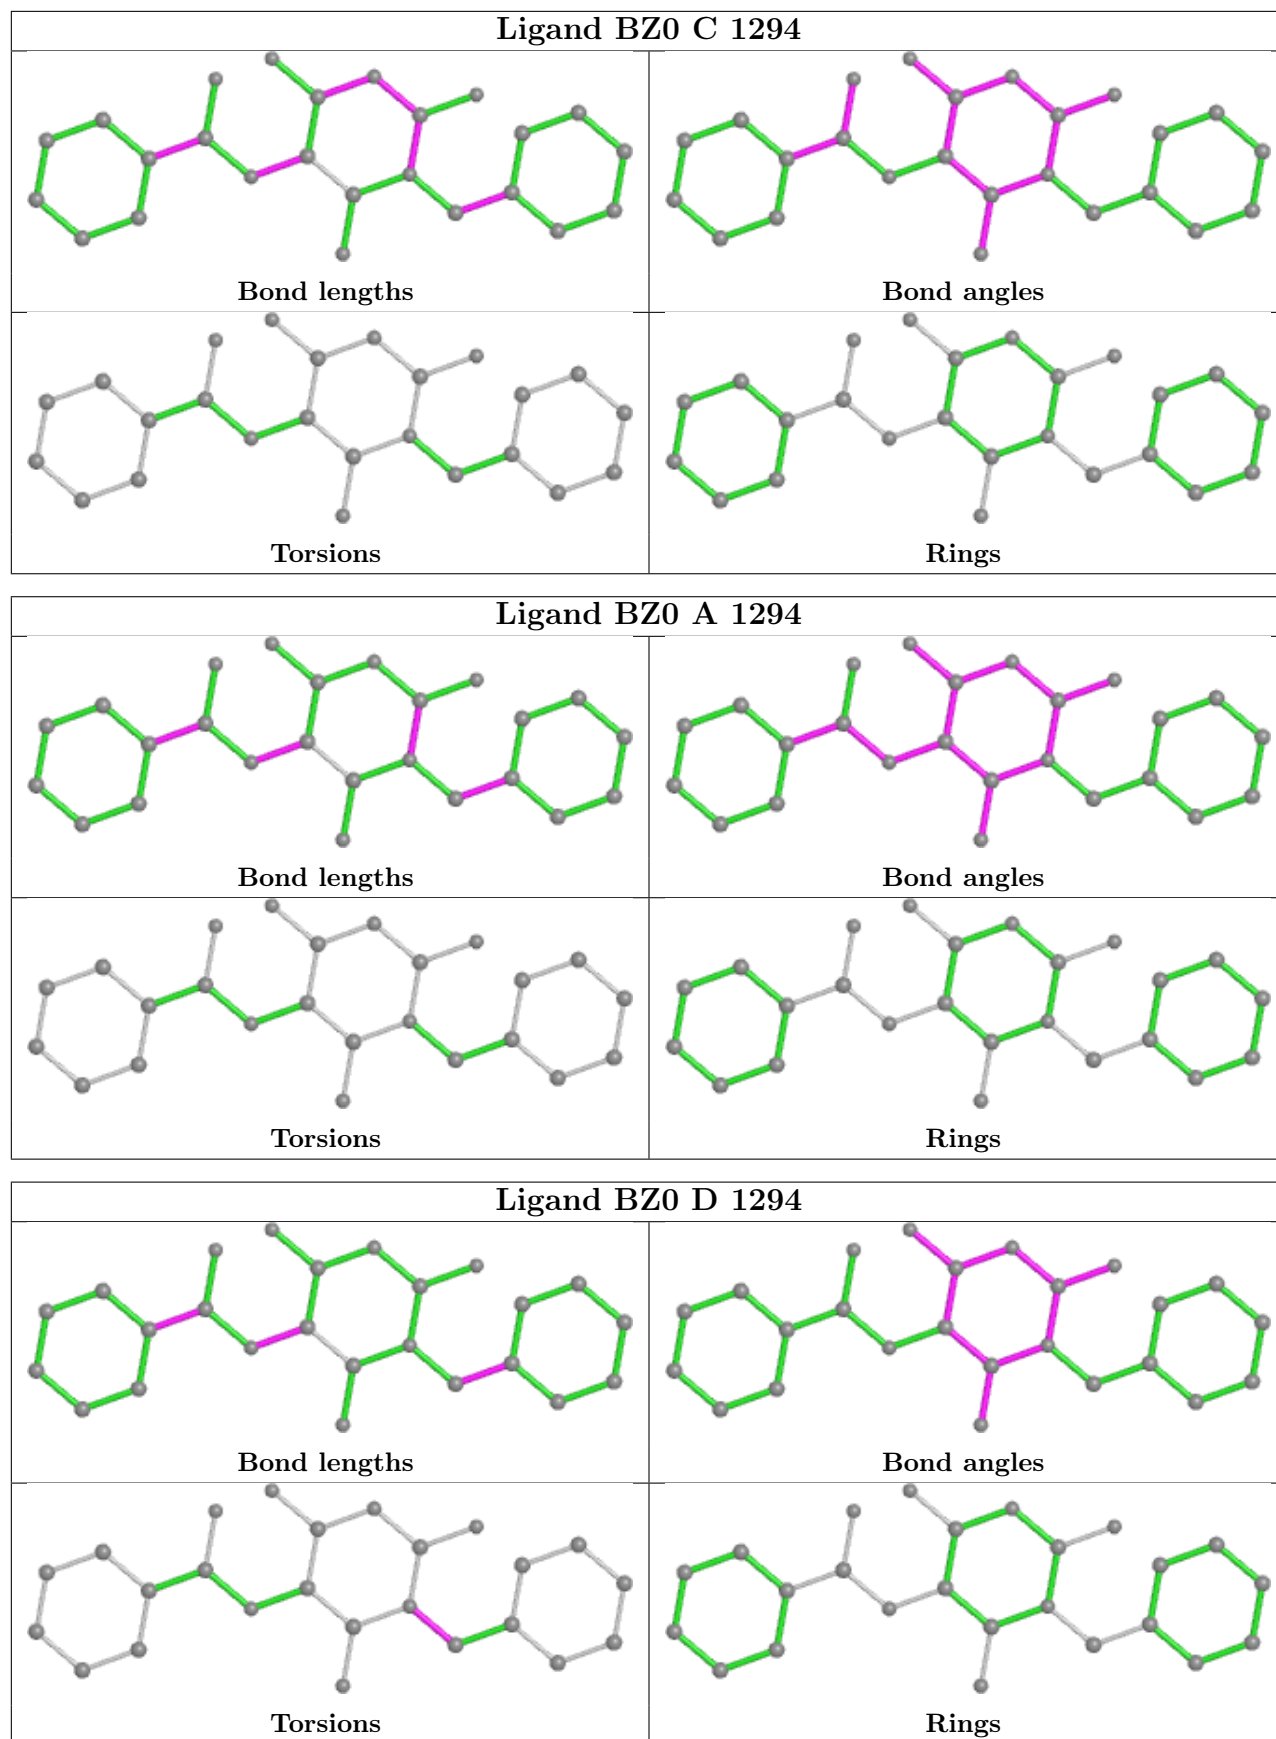 Ligand BZ0 C 1294
Bond lengths
Bond angles
Torsions
Rings
Ligand BZ0 A 1294
Bond lengths
Bond angles
Torsions
Rings
Ligand BZ0 D 1294
Bond lengths
Bond angles
Torsions
Rings